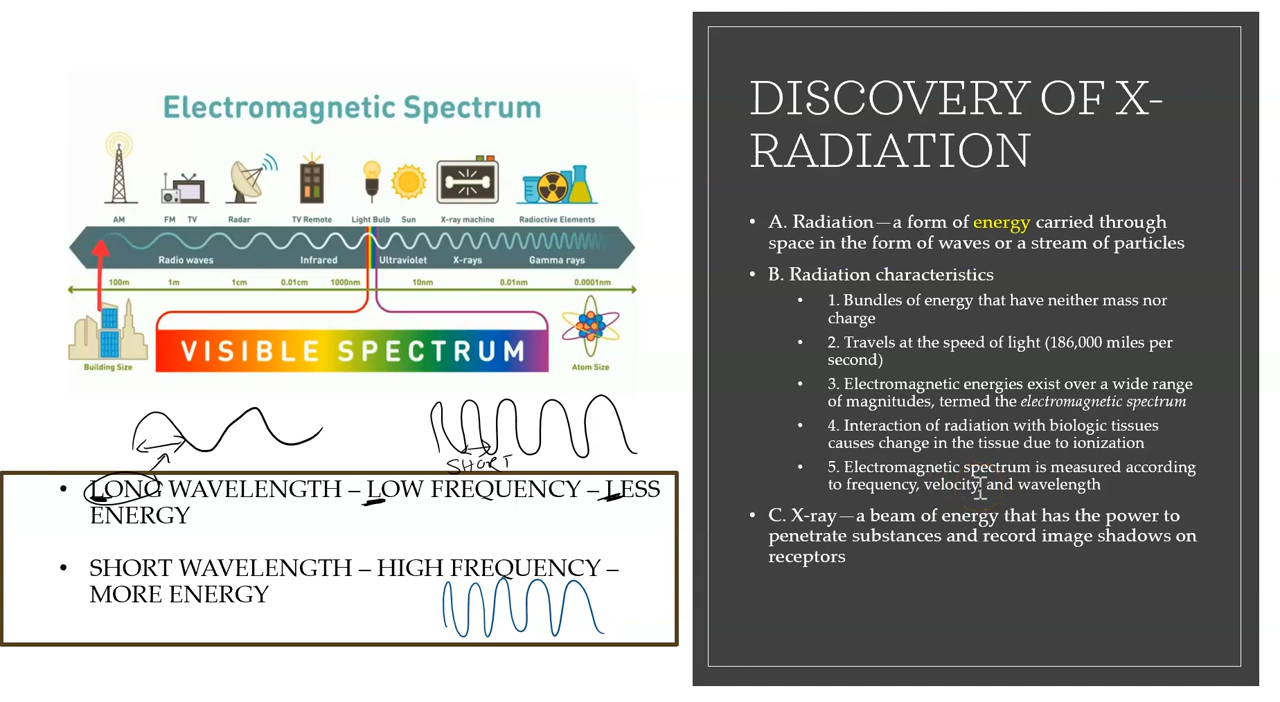 Electromagnetic Spectrum
AM FM TV Radar TV Remote Light Bulb Sun X-ray machine Radictive Elements
Radio waves Infrared Ultraviolet X-rays Gamma rays
100m 1m 1cm 0.01cm 1000nm 10nm 0.01nm 0.0001nm
VISIBLE SPECTRUM
Building Size Atom Size
SHORT
• LONG WAVELENGTH – LOW FREQUENCY – LESS
ENERGY
• SHORT WAVELENGTH – HIGH FREQUENCY –
MORE ENERGY
DISCOVERY OF X-
RADIATION
• A. Radiation—a form of energy carried through
space in the form of waves or a stream of particles
• B. Radiation characteristics
• 1. Bundles of energy that have neither mass nor
charge
• 2. Travels at the speed of light (186,000 miles per
second)
• 3. Electromagnetic energies exist over a wide range
of magnitudes, termed the electromagnetic spectrum
• 4. Interaction of radiation with biologic tissues
causes change in the tissue due to ionization
• 5. Electromagnetic spectrum is measured according
to frequency, velocity and wavelength
• C. X-ray—a beam of energy that has the power to
penetrate substances and record image shadows on
receptors